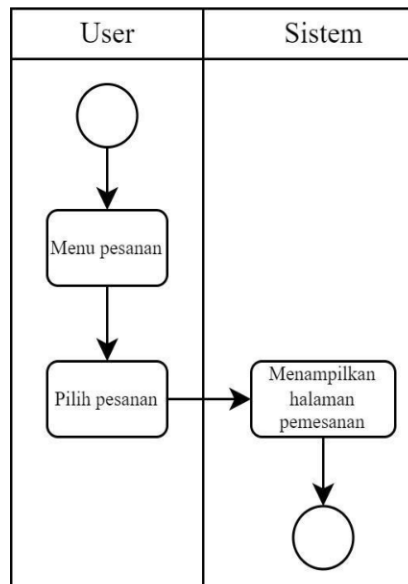 User
Sistem
Menu pesanan
Pilih pesanan
Menampilkan
halaman
pemesanan